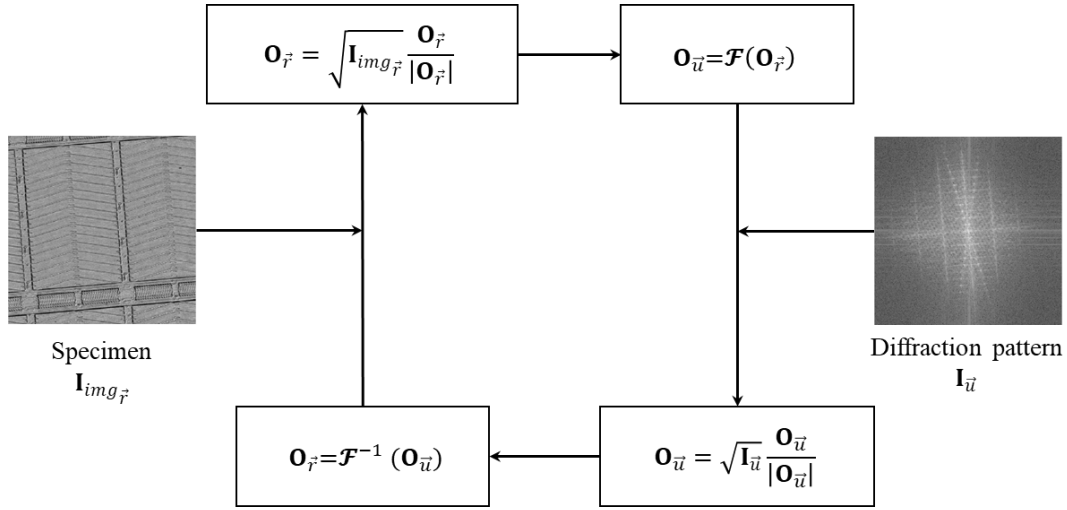 𝐎_r⃗ = √(𝐈_img_r⃗) 𝐎_r⃗/|𝐎_r⃗|
𝐎_u⃗=𝓕(𝐎_r⃗)
Specimen
𝐈_img_r⃗
Diffraction pattern
𝐈_u⃗
𝐎_r⃗=𝓕⁻¹ (𝐎_u⃗)
𝐎_u⃗ = √(𝐈_u⃗) 𝐎_u⃗/|𝐎_u⃗|